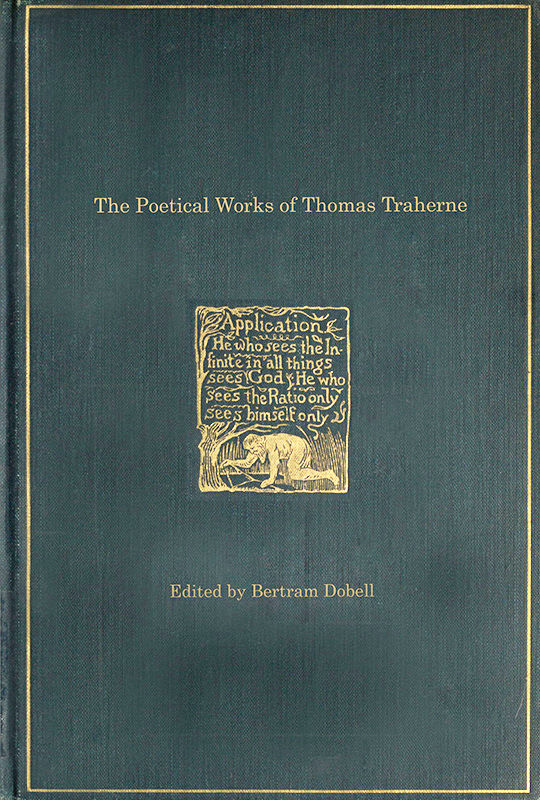 The Poetical Works of Thomas Traherne
Application
He who sees the In-
finite in all things
sees God. He who
sees the Ratio only
sees himself only
Edited by Bertram Dobell